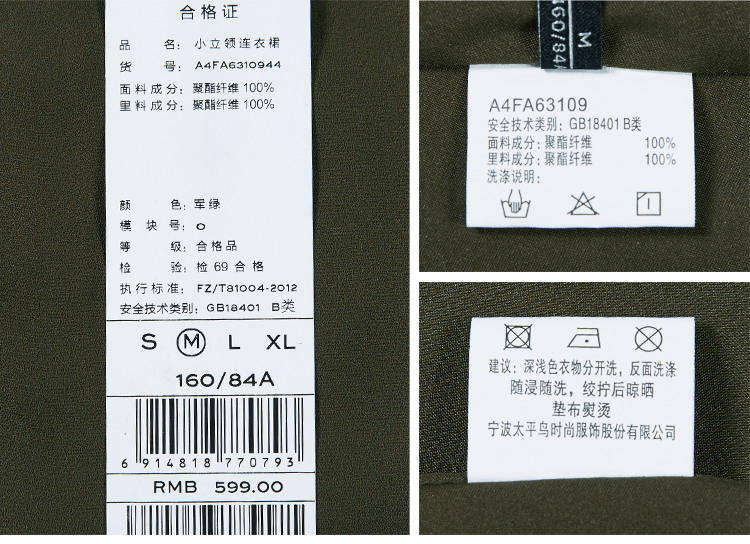 合格证
品 名：小立领连衣裙
货 号：A4FA6310944
面料成分：聚酯纤维 100%
里料成分：聚酯纤维 100%
颜 色：军绿
模 块 号：O
等 级：合格品
检 验：检 69 合格
执行标准：FZ/T81004-2012
安全技术类别：GB18401 B类
S M L XL
160/84A
6 914818 770793
RMB 599.00
M
160/84A
A4FA63109
安全技术类别：GB18401 B类
面料成分：聚酯纤维 100%
里料成分：聚酯纤维 100%
洗涤说明：
建议：深浅色衣物分开洗，反面洗涤
随浸随洗，绞拧后晾晒
垫布熨烫
宁波太平鸟时尚服饰股份有限公司